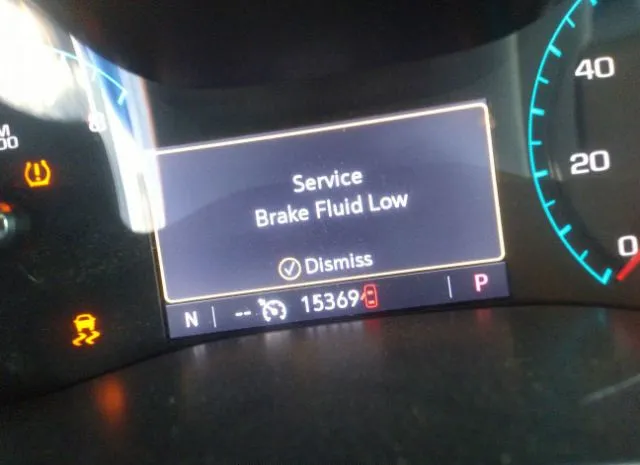 Service
Brake Fluid Low
Dismiss
N -- 15369 P
40
20
0